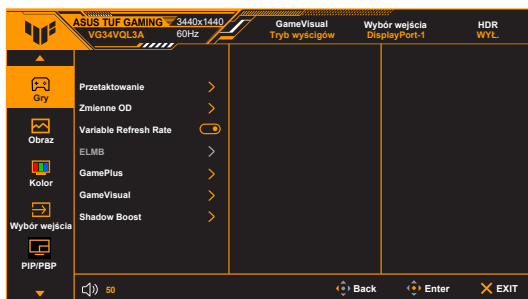 ASUS TUF GAMING
VG34VQL3A
3440x1440
60Hz
GameVisual
Tryb wyścigów
Wybór wejścia
DisplayPort-1
HDR
WYŁ.
Gry
Obraz
Kolor
Wybór wejścia
PIP/PBP
Przetaktowanie
Zmienne OD
Variable Refresh Rate
ELMB
GamePlus
GameVisual
Shadow Boost
50
Back
Enter
EXIT